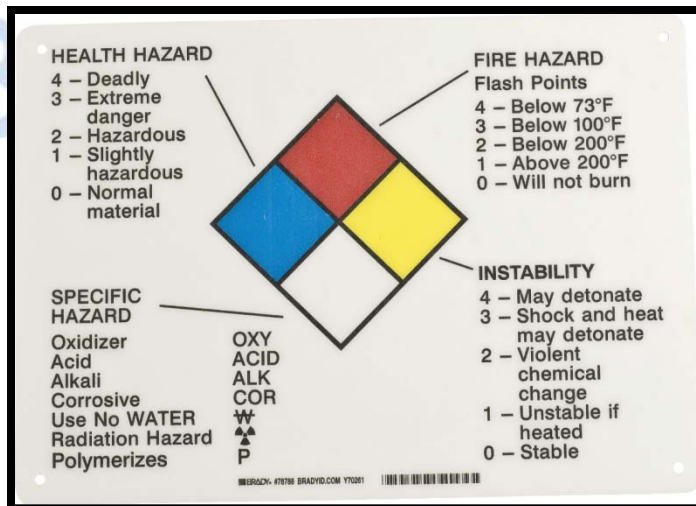 HEALTH HAZARD
4 – Deadly
3 – Extreme
danger
2 – Hazardous
1 – Slightly
hazardous
0 – Normal
material
FIRE HAZARD
Flash Points
4 – Below 73°F
3 – Below 100°F
2 – Below 200°F
1 – Above 200°F
0 – Will not burn
SPECIFIC
HAZARD
Oxidizer OXY
Acid ACID
Alkali ALK
Corrosive COR
Use No WATER W
Radiation Hazard
Polymerizes P
INSTABILITY
4 – May detonate
3 – Shock and heat
may detonate
2 – Violent
chemical
change
1 – Unstable if
heated
0 – Stable
BRADY. #78788 BRADYID.COM Y70261